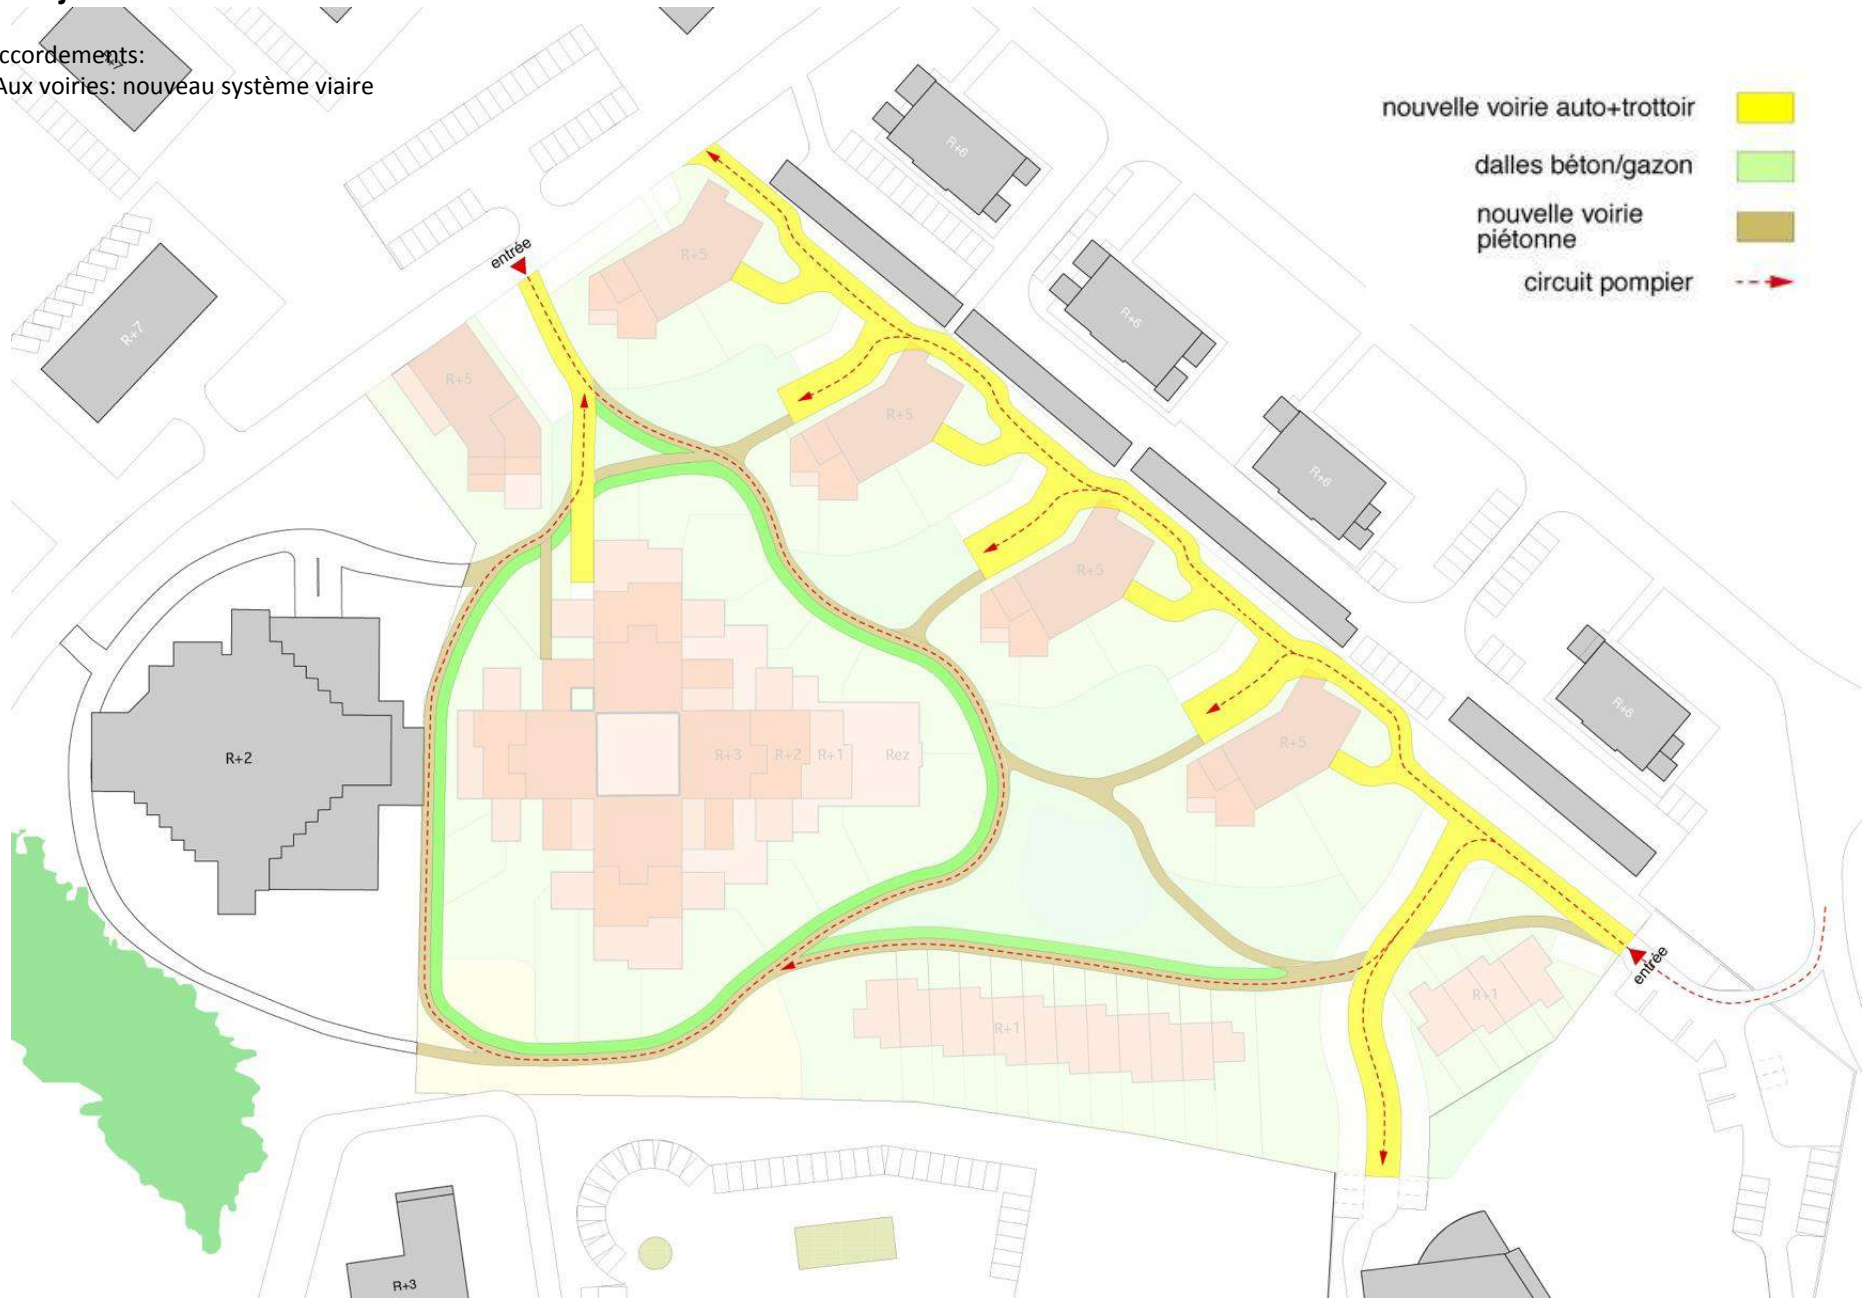 ccordements:
Aux voiries: nouveau système viaire
nouvelle voirie auto+trottoir
dalles béton/gazon
nouvelle voirie
piétonne
circuit pompier
R+6
R+5
entrée
R+6
R+7
R+5
R+5
R+6
R+5
R+6
R+2
R+3
R+2
R+1
Rez
R+5
entrée
R+1
R+1
R+3